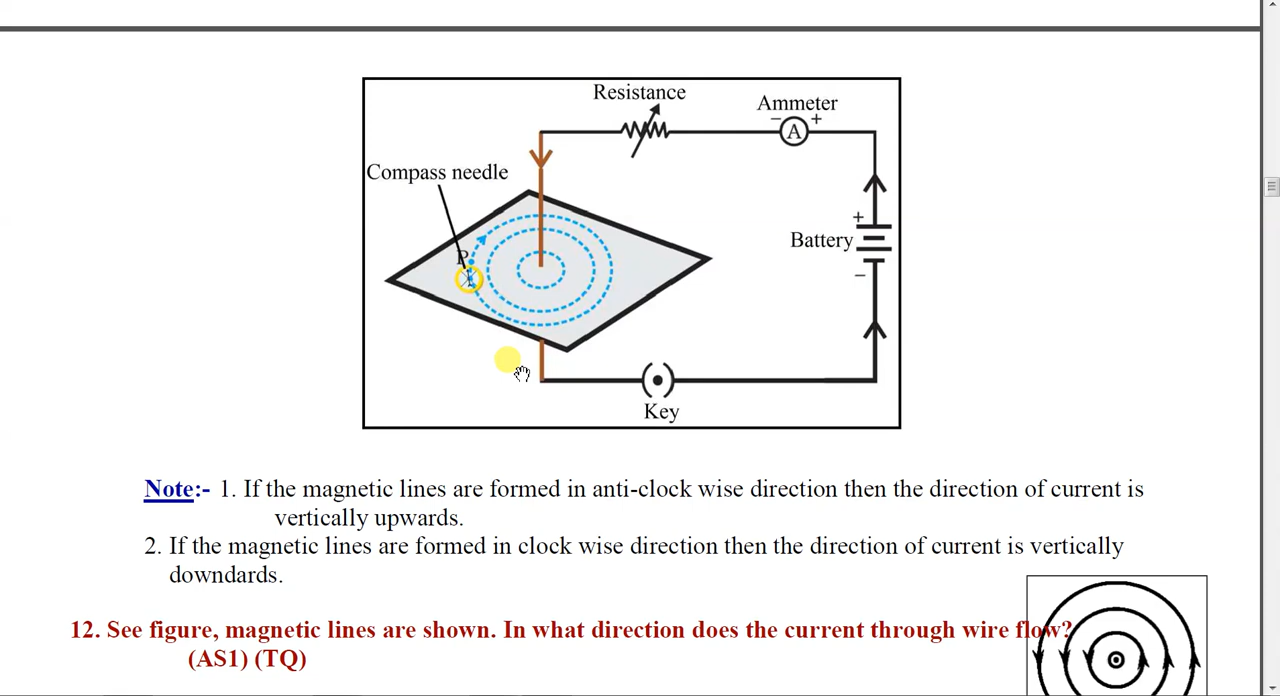 Resistance
Ammeter
− +
A
Compass needle
+
Battery
P
−
Key
Note:- 1. If the magnetic lines are formed in anti-clock wise direction then the direction of current is
vertically upwards.
2. If the magnetic lines are formed in clock wise direction then the direction of current is vertically
downdards.
12. See figure, magnetic lines are shown. In what direction does the current through wire flow?
(AS1) (TQ)